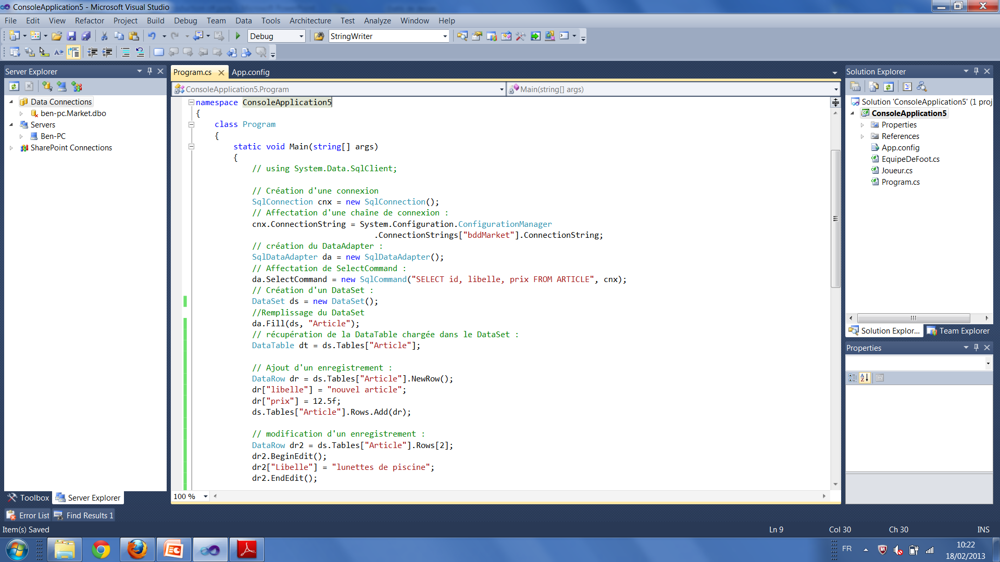 ConsoleApplication5 - Microsoft Visual Studio
File Edit View Refactor Project Build Debug Team Data Tools Architecture Test Analyze Window Help
Debug StringWriter
Server Explorer
Data Connections
ben-pc.Market.dbo
Servers
Ben-PC
SharePoint Connections
Toolbox Server Explorer
Program.cs App.config
ConsoleApplication5.Program Main(string[] args)
namespace ConsoleApplication5
{
class Program
{
static void Main(string[] args)
{
// using System.Data.SqlClient;
// Création d'une connexion
SqlConnection cnx = new SqlConnection();
// Affectation d'une chaîne de connexion :
cnx.ConnectionString = System.Configuration.ConfigurationManager
.ConnectionStrings["bddMarket"].ConnectionString;
// création du DataAdapter :
SqlDataAdapter da = new SqlDataAdapter();
// Affectation de SelectCommand :
da.SelectCommand = new SqlCommand("SELECT id, libelle, prix FROM ARTICLE", cnx);
// Création d'un DataSet :
DataSet ds = new DataSet();
//Remplissage du DataSet
da.Fill(ds, "Article");
// récupération de la DataTable chargée dans le DataSet :
DataTable dt = ds.Tables["Article"];
// Ajout d'un enregistrement :
DataRow dr = ds.Tables["Article"].NewRow();
dr["libelle"] = "nouvel article";
dr["prix"] = 12.5f;
ds.Tables["Article"].Rows.Add(dr);
// modification d'un enregistrement :
DataRow dr2 = ds.Tables["Article"].Rows[2];
dr2.BeginEdit();
dr2["Libelle"] = "lunettes de piscine";
dr2.EndEdit();
100 %
Solution Explorer
Solution 'ConsoleApplication5' (1 proj
ConsoleApplication5
Properties
References
App.config
EquipeDeFoot.cs
Joueur.cs
Program.cs
Solution Explor... Team Explorer
Properties
Error List Find Results 1
Item(s) Saved Ln 9 Col 30 Ch 30 INS
FR 10:22
18/02/2013